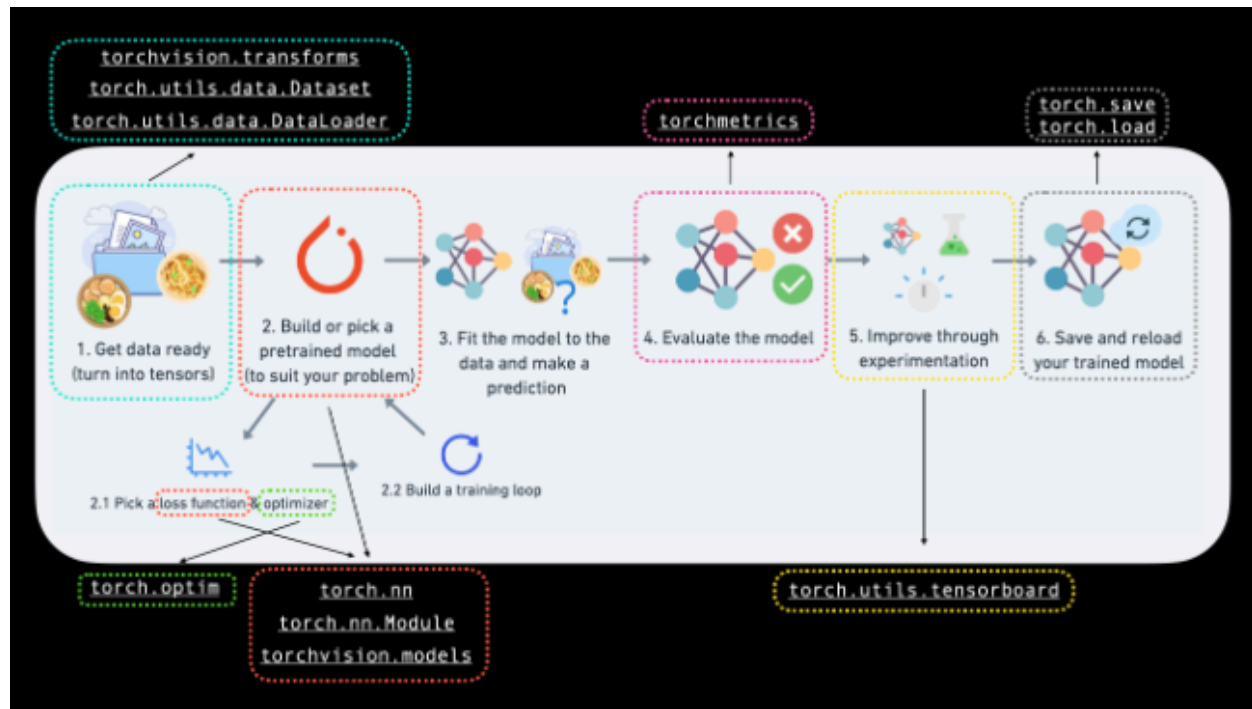 torchvision.transforms
torch.utils.data.Dataset
torch.utils.data.DataLoader
torchmetrics
torch.save
torch.load
1. Get data ready
(turn into tensors)
2. Build or pick a
pretrained model
(to suit your problem)
3. Fit the model to the
data and make a
prediction
4. Evaluate the model
5. Improve through
experimentation
6. Save and reload
your trained model
2.1 Pick a loss function & optimizer
2.2 Build a training loop
torch.optim
torch.nn
torch.nn.Module
torchvision.models
torch.utils.tensorboard